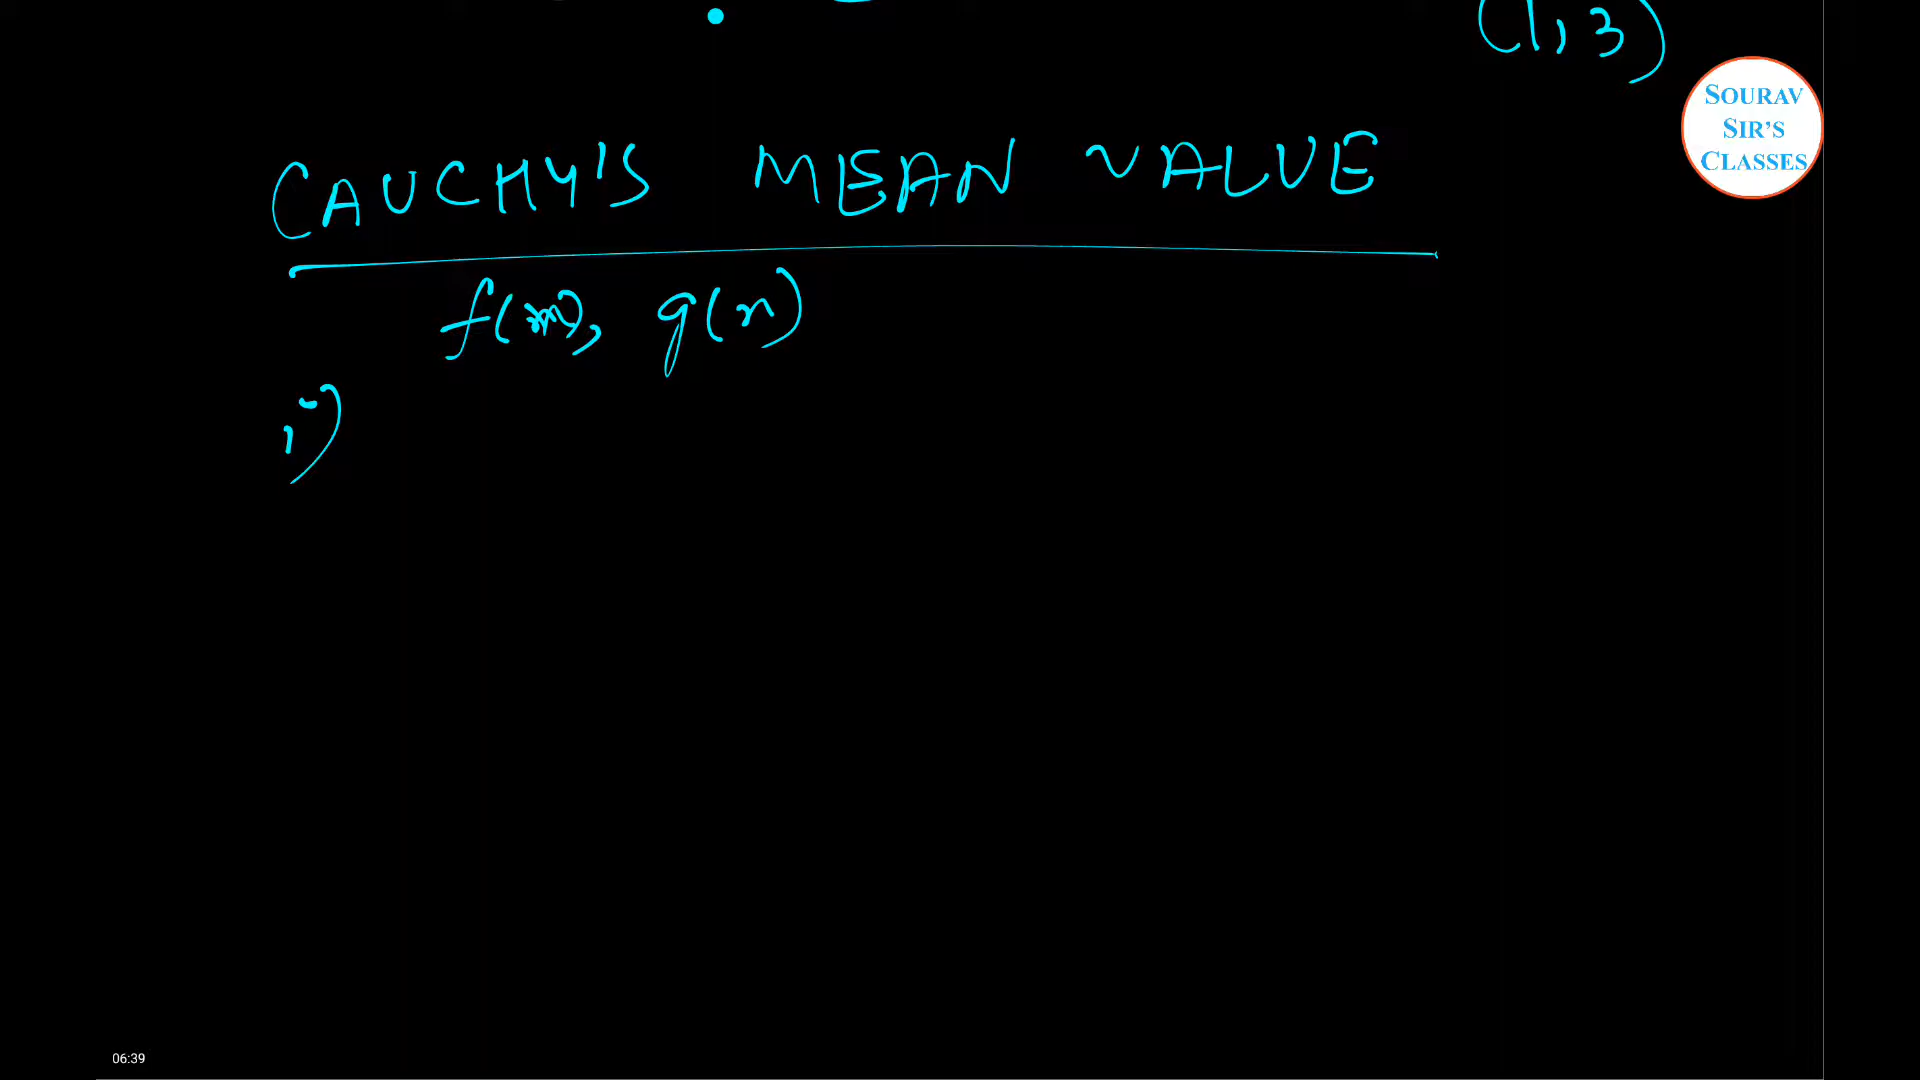 (1,3)
SOURAV
SIR'S
CLASSES
CAUCHY'S MEAN VALUE
f(x), g(x)
i)
06:39